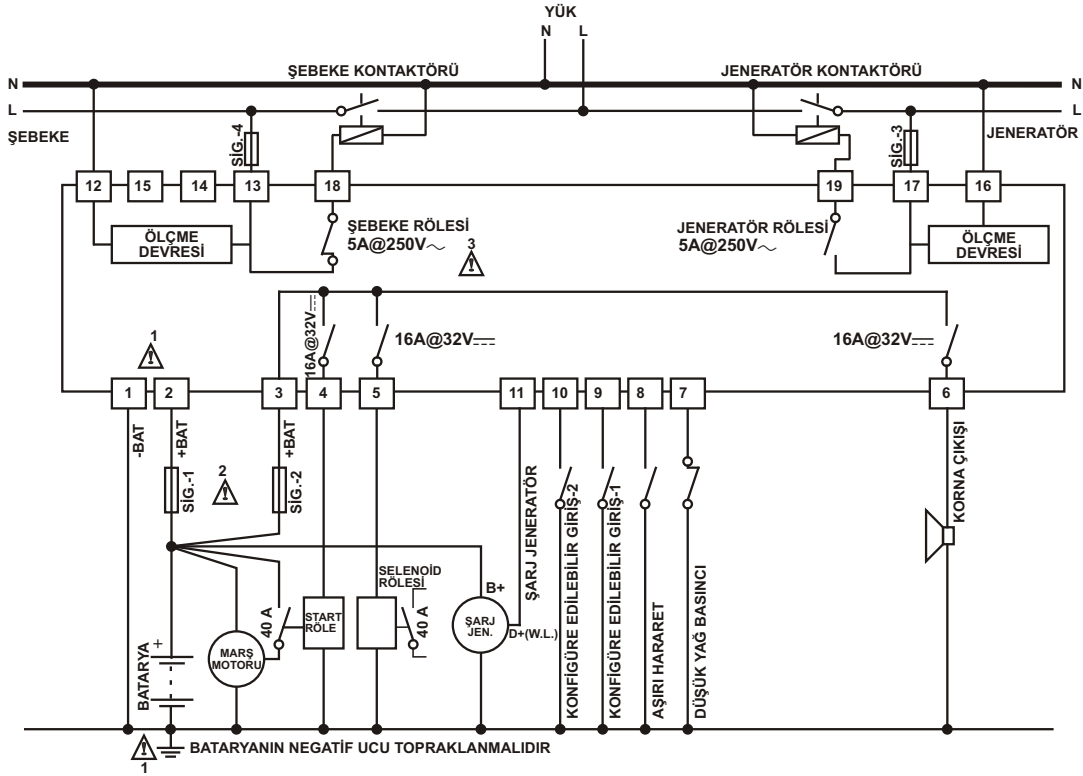 YÜK
N L
ŞEBEKE KONTAKTÖRÜ JENERATÖR KONTAKTÖRÜ
N N
L L
ŞEBEKE SİG.-4 SİG.-3 JENERATÖR
12 15 14 13 18 19 17 16
ÖLÇME DEVRESİ
ŞEBEKE RÖLESİ
5A@250V
3
JENERATÖR RÖLESİ
5A@250V
ÖLÇME DEVRESİ
16A@32V
16A@32V
16A@32V
1
1 2 3 4 5 11 10 9 8 7 6
-BAT
+BAT
SİG.-1
2
+BAT
SİG.-2
ŞARJ JENERATÖR
KONFİGÜRE EDİLEBİLİR GİRİŞ-2
KONFİGÜRE EDİLEBİLİR GİRİŞ-1
AŞIRI HARARET
DÜŞÜK YAĞ BASINCI
KORNA ÇIKIŞI
BATARYA
+
MARŞ
MOTORU
40 A
START
RÖLE
SELENOİD
RÖLESİ
40 A
B+
ŞARJ
JEN.
D+(W.L.)
BATARYANIN NEGATİF UCU TOPRAKLANMALIDIR
1